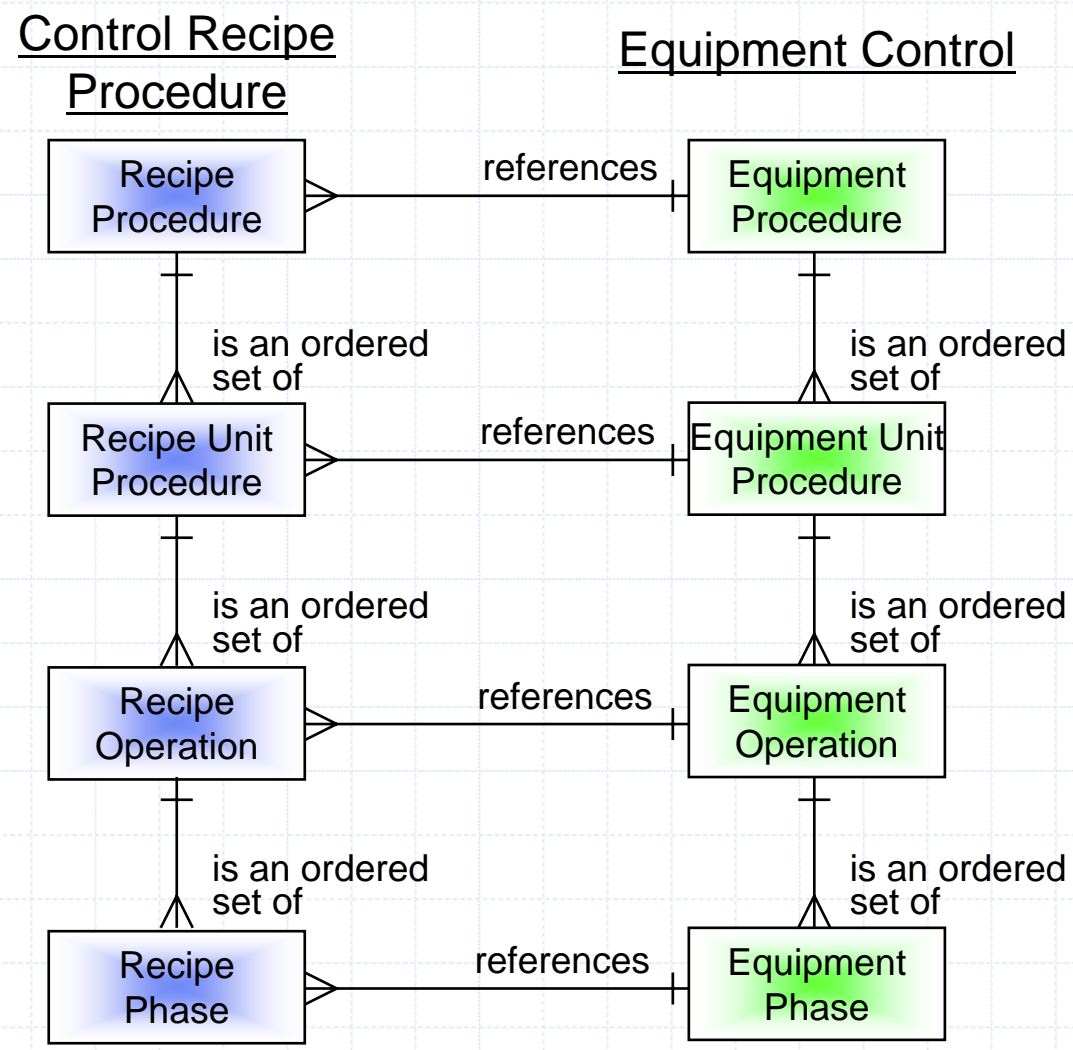 Control Recipe
Procedure
Equipment Control
Recipe
Procedure
references
Equipment
Procedure
is an ordered
set of
is an ordered
set of
Recipe Unit
Procedure
references
Equipment Unit
Procedure
is an ordered
set of
is an ordered
set of
Recipe
Operation
references
Equipment
Operation
is an ordered
set of
is an ordered
set of
Recipe
Phase
references
Equipment
Phase